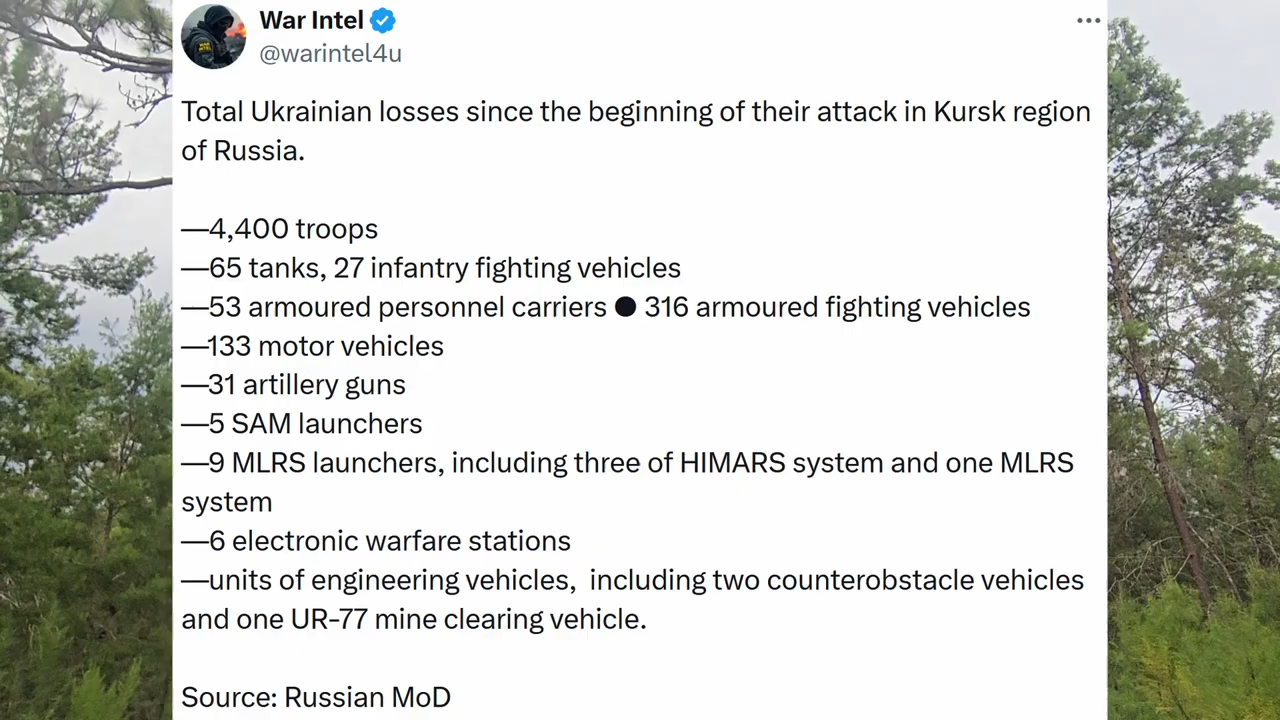 War Intel
@warintel4u
Total Ukrainian losses since the beginning of their attack in Kursk region
of Russia.
—4,400 troops
—65 tanks, 27 infantry fighting vehicles
—53 armoured personnel carriers ● 316 armoured fighting vehicles
—133 motor vehicles
—31 artillery guns
—5 SAM launchers
—9 MLRS launchers, including three of HIMARS system and one MLRS
system
—6 electronic warfare stations
—units of engineering vehicles,  including two counterobstacle vehicles
and one UR-77 mine clearing vehicle.
Source: Russian MoD